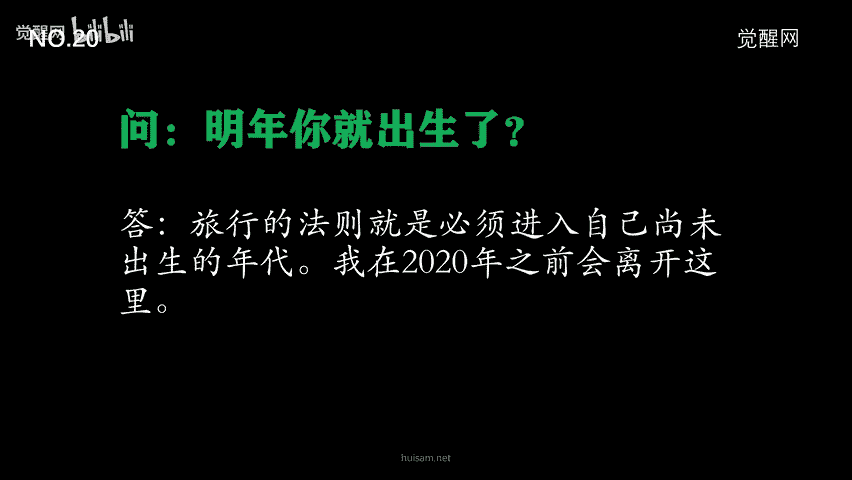 觉醒网 bilibili
NO.20
觉醒网
问：明年你就出生了？
答：旅行的法则就是必须进入自己尚未
出生的年代。我在2020年之前会离开这
里。
huisam.net